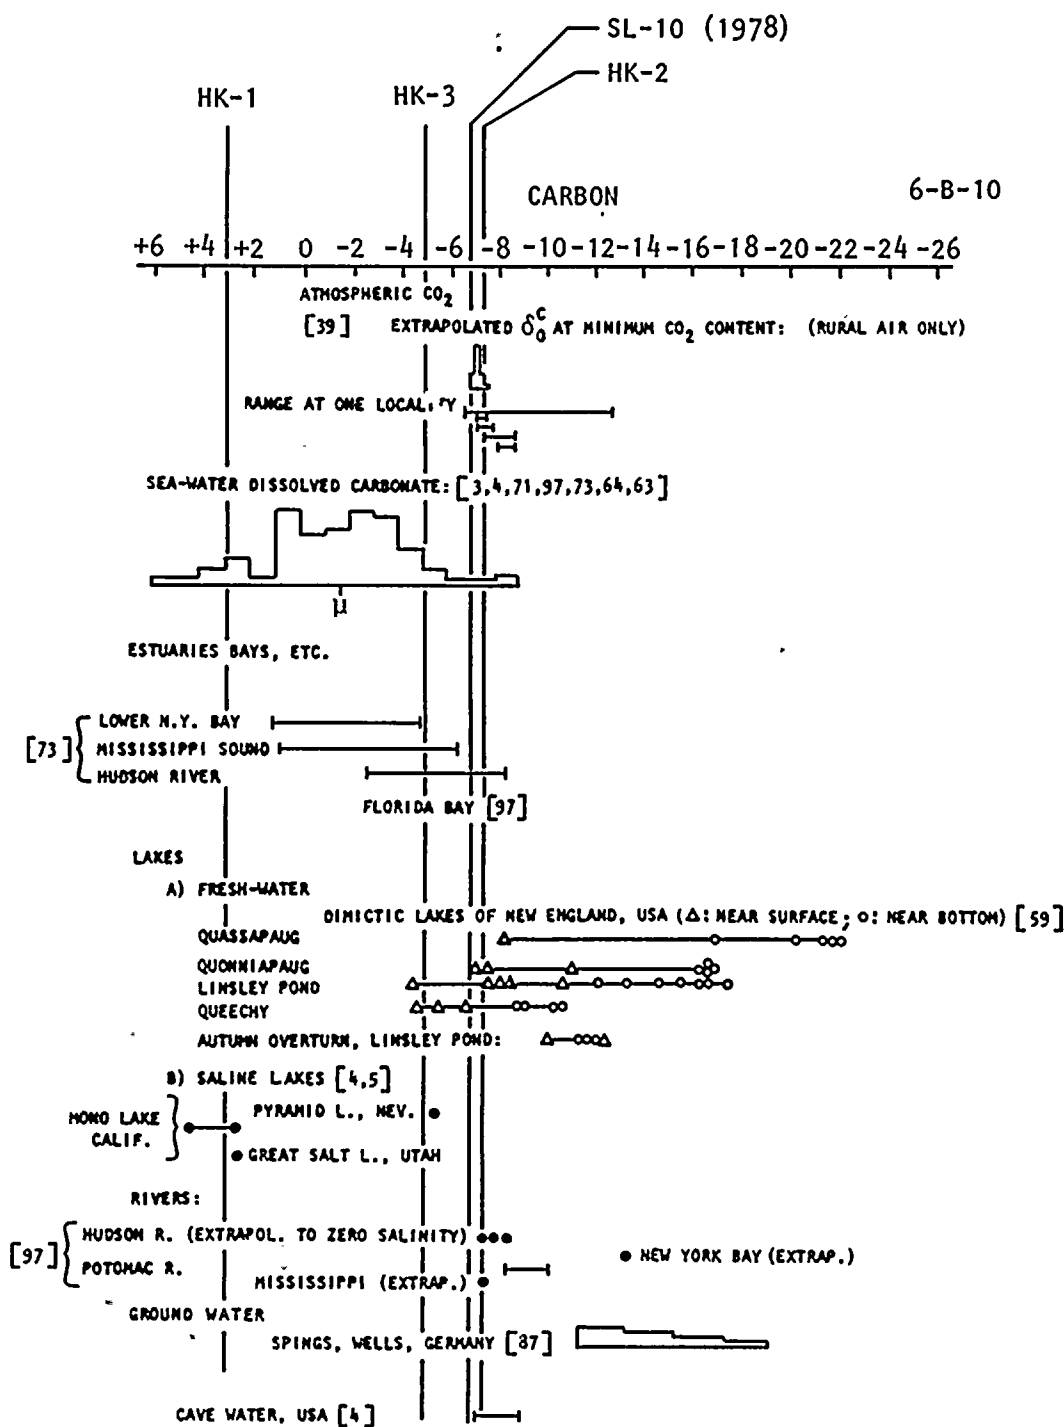 SL-10 (1978)
HK-2
HK-1 HK-3
CARBON 6-B-10
+6 +4 +2 0 -2 -4 -6 -8 -10 -12 -14 -16 -18 -20 -22 -24 -26
ATMOSPHERIC CO2
[39] EXTRAPOLATED δ C 0 AT MINIMUM CO2 CONTENT: (RURAL AIR ONLY)
RANGE AT ONE LOCALITY
SEA-WATER DISSOLVED CARBONATE: [3,4,71,97,73,64,63]
μ
ESTUARIES BAYS, ETC.
LOWER N.Y. BAY
[73] MISSISSIPPI SOUND
HUDSON RIVER
FLORIDA BAY [97]
LAKES
A) FRESH-WATER
DIMICTIC LAKES OF NEW ENGLAND, USA (Δ: NEAR SURFACE; o: NEAR BOTTOM) [59]
QUASSAPAUG
QUONNIAPAUG
LINSLEY POND
QUEECHY
AUTUMN OVERTURN, LINSLEY POND:
B) SALINE LAKES [4,5]
MONO LAKE CALIF.
PYRAMID L., NEV.
GREAT SALT L., UTAH
RIVERS:
[97] HUDSON R. (EXTRAPOL. TO ZERO SALINITY)
NEW YORK BAY (EXTRAP.)
POTOMAC R.
MISSISSIPPI (EXTRAP.)
GROUND WATER
SPINGS, WELLS, GERMANY [87]
CAVE WATER, USA [4]